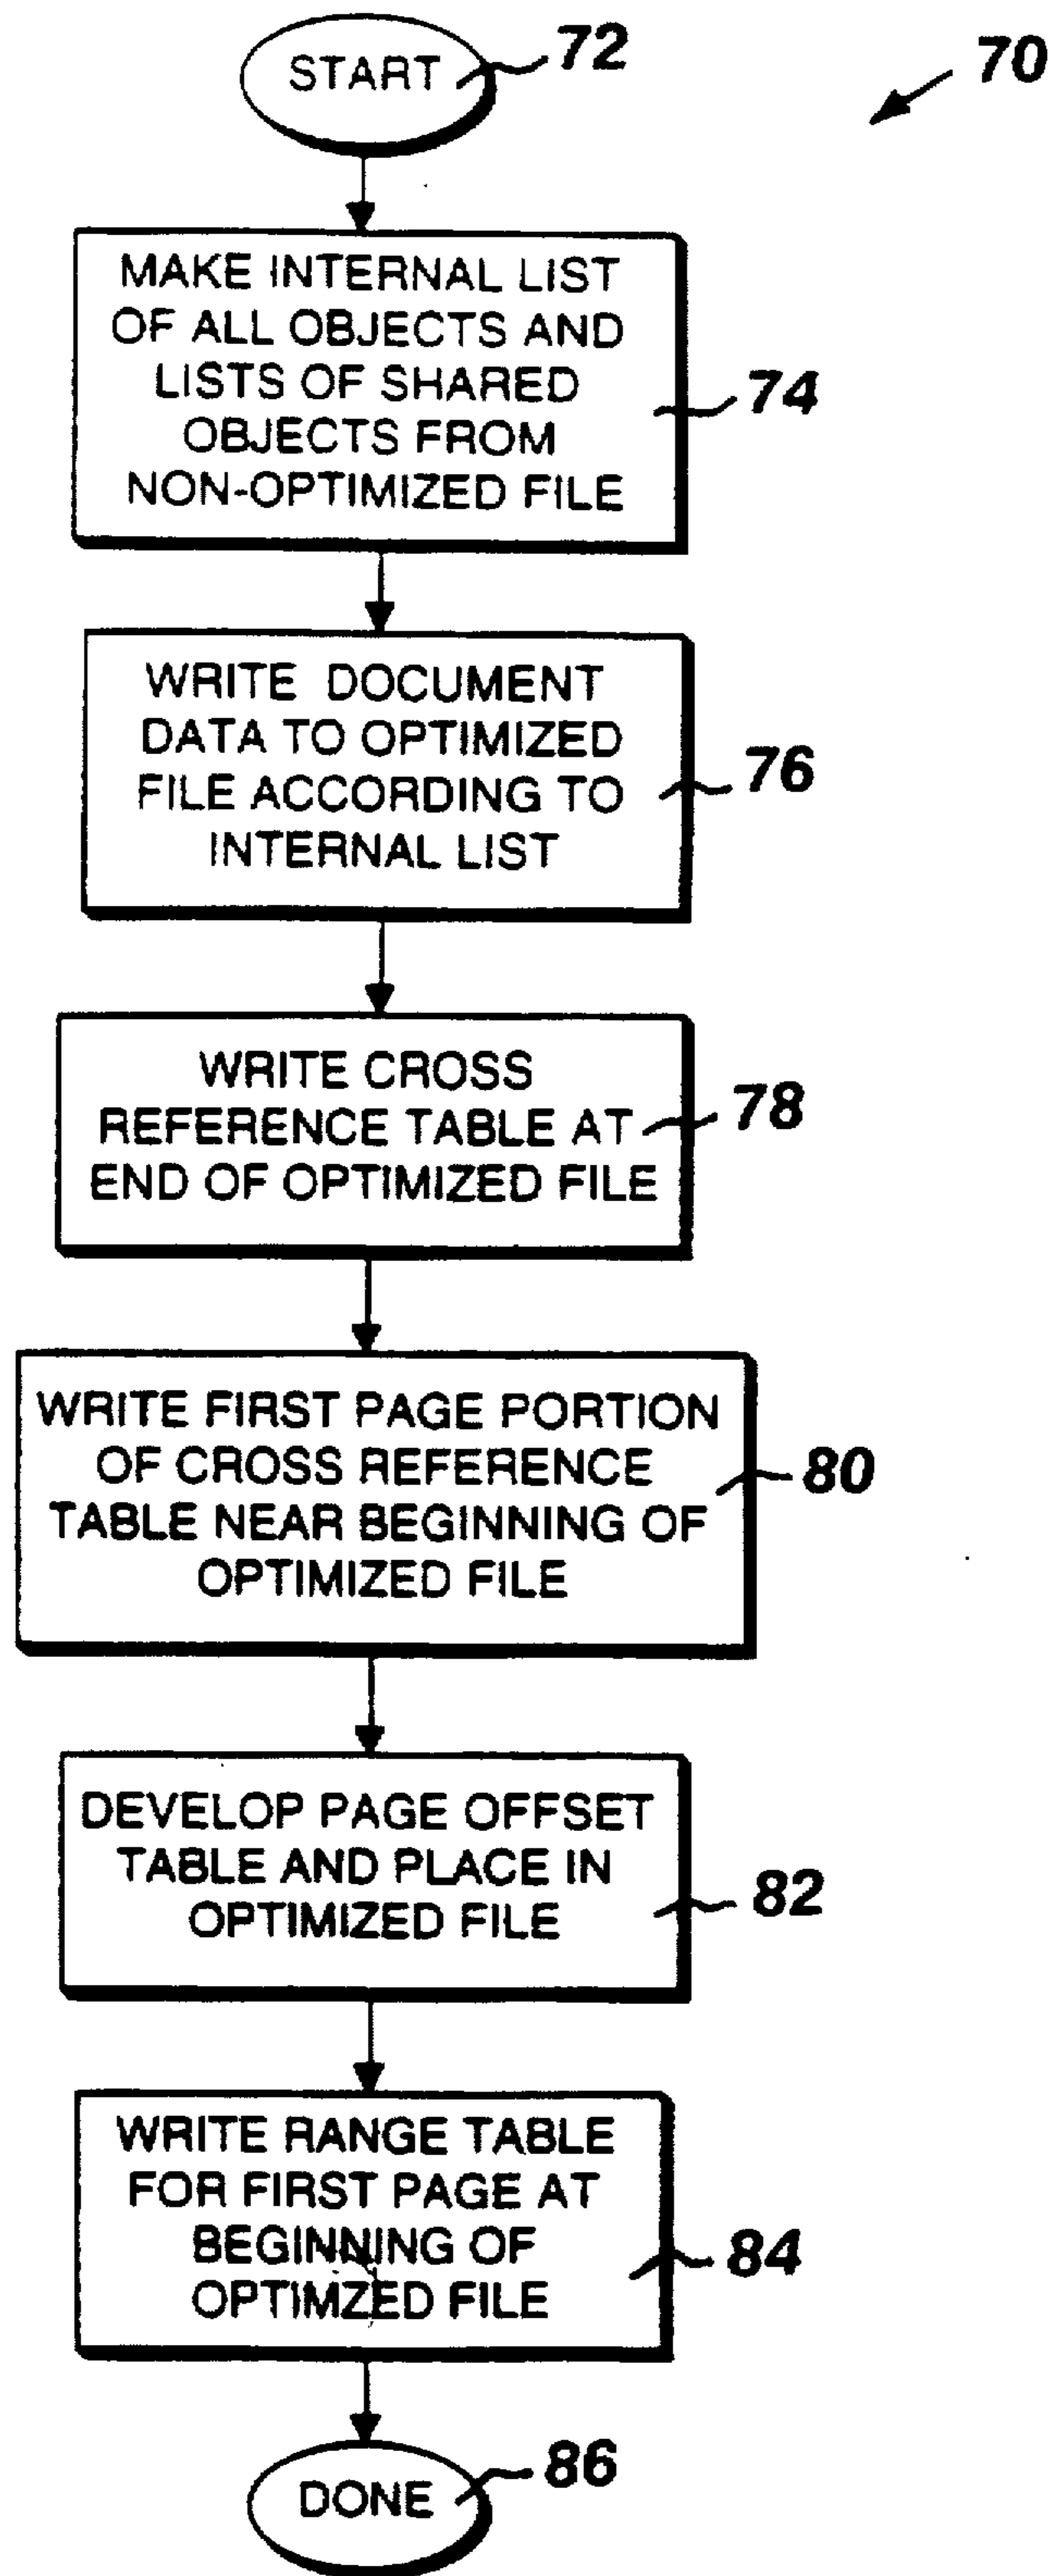 START
72
70
MAKE INTERNAL LIST
OF ALL OBJECTS AND
LISTS OF SHARED
OBJECTS FROM
NON-OPTIMIZED FILE
74
WRITE DOCUMENT
DATA TO OPTIMIZED
FILE ACCORDING TO
INTERNAL LIST
76
WRITE CROSS
REFERENCE TABLE AT
END OF OPTIMIZED FILE
78
WRITE FIRST PAGE PORTION
OF CROSS REFERENCE
TABLE NEAR BEGINNING OF
OPTIMIZED FILE
80
DEVELOP PAGE OFFSET
TABLE AND PLACE IN
OPTIMIZED FILE
82
WRITE RANGE TABLE
FOR FIRST PAGE AT
BEGINNING OF
OPTIMZED FILE
84
DONE
86